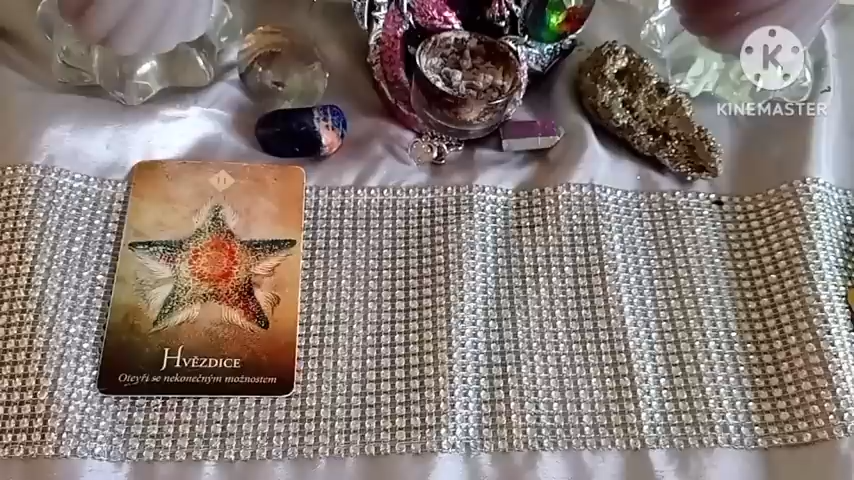 K
KINEMASTER
11
HVĚZDICE
Otevři se nekonečným možnostem